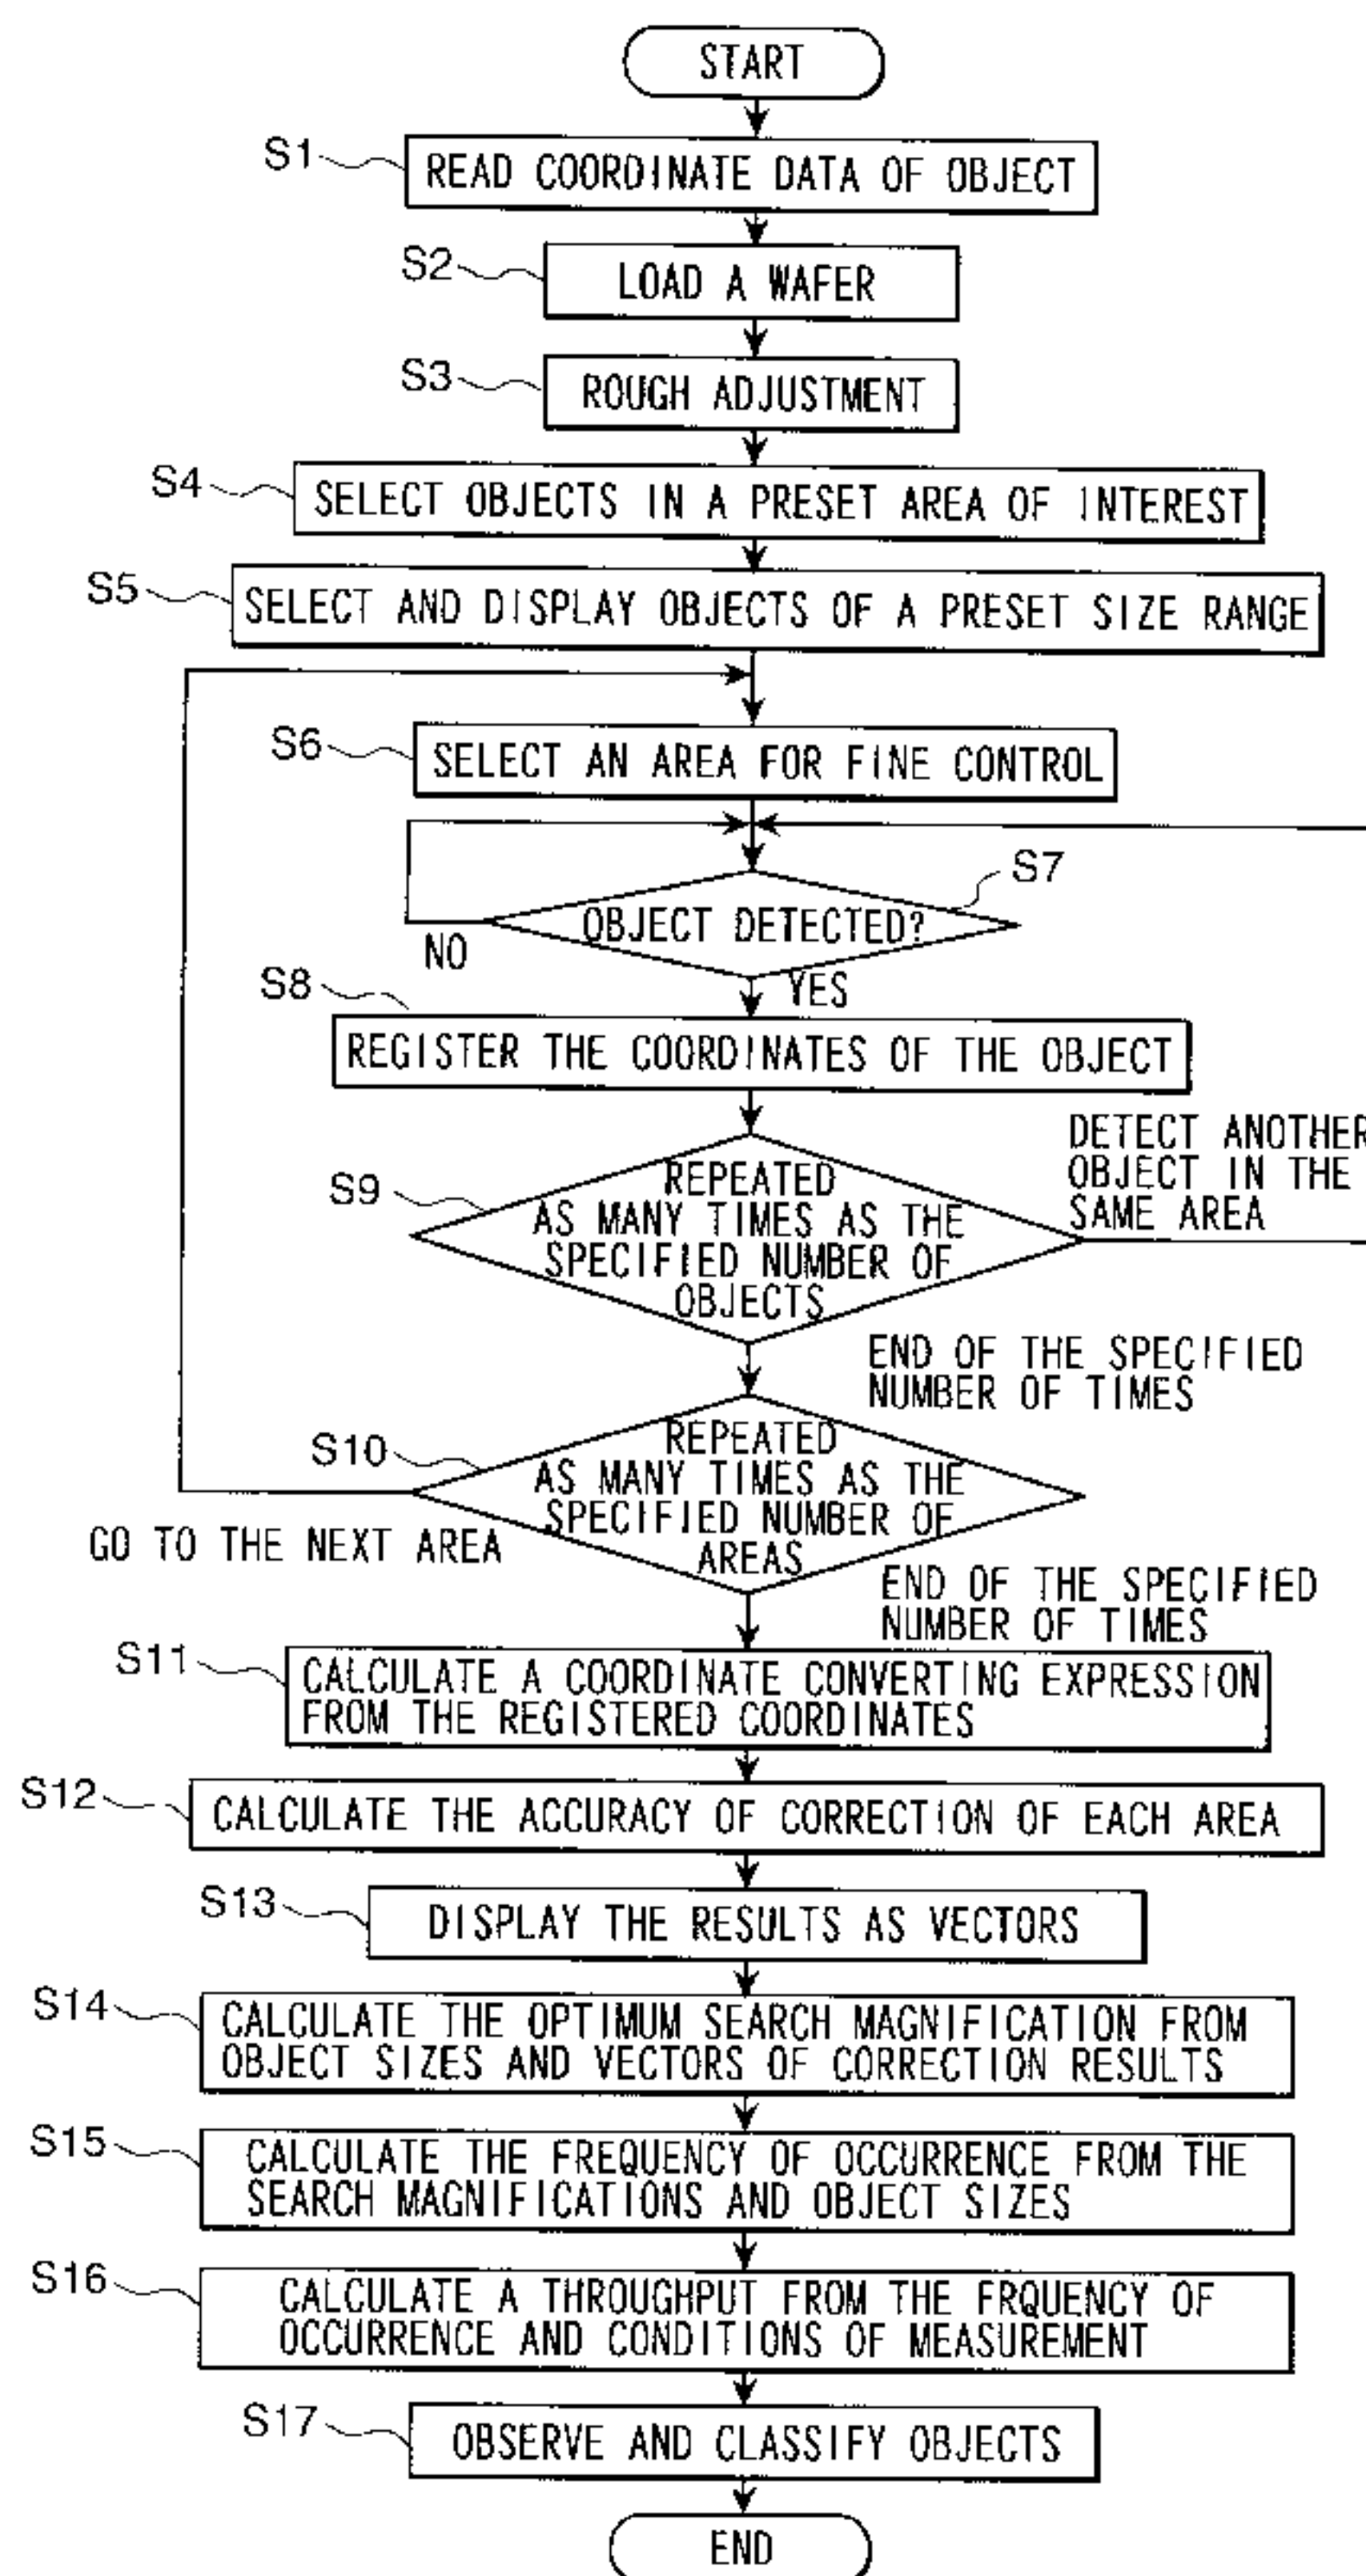 START
S1
READ COORDINATE DATA OF OBJECT
S2
LOAD A WAFER
S3
ROUGH ADJUSTMENT
S4
SELECT OBJECTS IN A PRESET AREA OF INTEREST
S5
SELECT AND DISPLAY OBJECTS OF A PRESET SIZE RANGE
S6
SELECT AN AREA FOR FINE CONTROL
S7
OBJECT DETECTED?
NO
YES
S8
REGISTER THE COORDINATES OF THE OBJECT
S9
REPEATED
AS MANY TIMES AS THE
SPECIFIED NUMBER OF
OBJECTS
DETECT ANOTHER
OBJECT IN THE
SAME AREA
END OF THE SPECIFIED
NUMBER OF TIMES
S10
REPEATED
AS MANY TIMES AS THE
SPECIFIED NUMBER OF
AREAS
GO TO THE NEXT AREA
END OF THE SPECIFIED
NUMBER OF TIMES
S11
CALCULATE A COORDINATE CONVERTING EXPRESSION
FROM THE REGISTERED COORDINATES
S12
CALCULATE THE ACCURACY OF CORRECTION OF EACH AREA
S13
DISPLAY THE RESULTS AS VECTORS
S14
CALCULATE THE OPTIMUM SEARCH MAGNIFICATION FROM
OBJECT SIZES AND VECTORS OF CORRECTION RESULTS
S15
CALCULATE THE FREQUENCY OF OCCURRENCE FROM THE
SEARCH MAGNIFICATIONS AND OBJECT SIZES
S16
CALCULATE A THROUGHPUT FROM THE FRQUENCY OF
OCCURRENCE AND CONDITIONS OF MEASUREMENT
S17
OBSERVE AND CLASSIFY OBJECTS
END